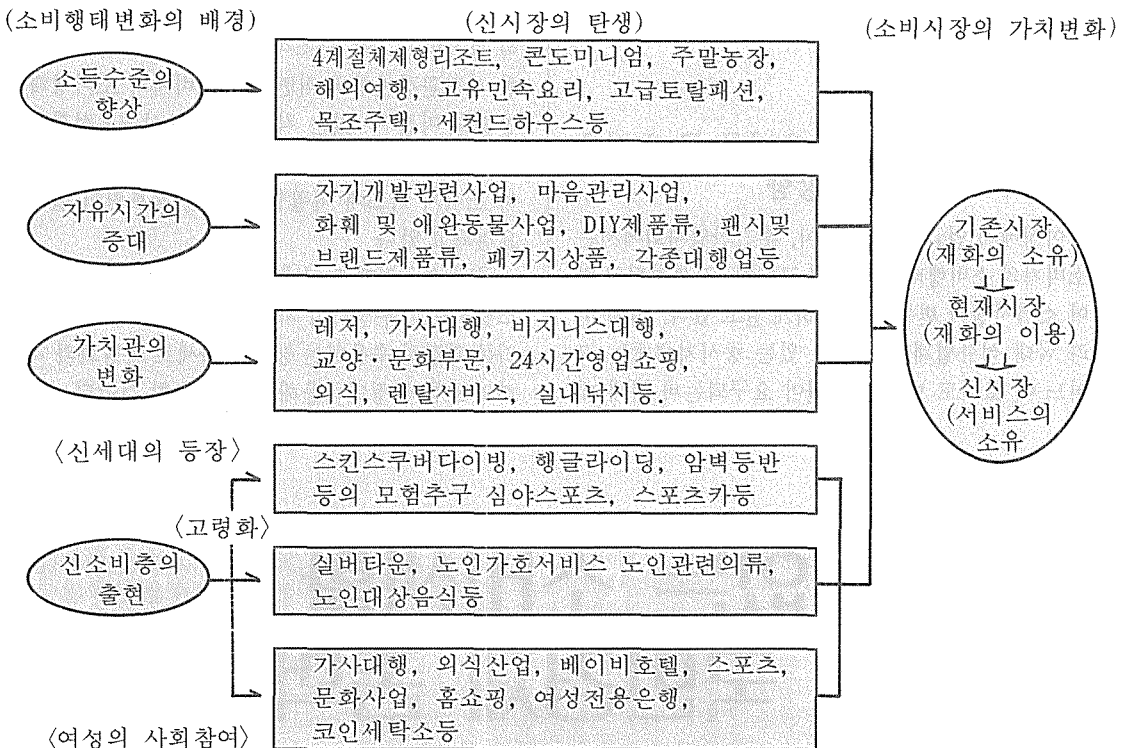 (소비행태변화의 배경)
(신시장의 탄생)
(소비시장의 가치변화)
소득수준의
향상
4계절체제형리조트, 콘도미니엄, 주말농장,
해외여행, 고유민속요리, 고급토탈패션,
목조주택, 세컨드하우스등
자유시간의
증대
자기개발관련사업, 마음관리사업,
화훼 및 애완동물사업, DIY제품류, 팬시및
브랜드제품류, 패키지상품, 각종대행업등
가치관의
변화
레저, 가사대행, 비지니스대행,
교양·문화부문, 24시간영업쇼핑,
외식, 렌탈서비스, 실내낚시등.
기존시장
(재화의 소유)
현재시장
(재화의 이용)
신시장
(서비스의
소유
〈신세대의 등장〉
스킨스쿠버다이빙, 행글라이딩, 암벽등반
등의 모험추구 심야스포츠, 스포츠카등
〈고령화〉
신소비층의
출현
실버타운, 노인가호서비스 노인관련의류,
노인대상음식등
가사대행, 외식산업, 베이비호텔, 스포츠,
문화사업, 홈쇼핑, 여성전용은행,
코인세탁소등
〈여성의 사회참여〉